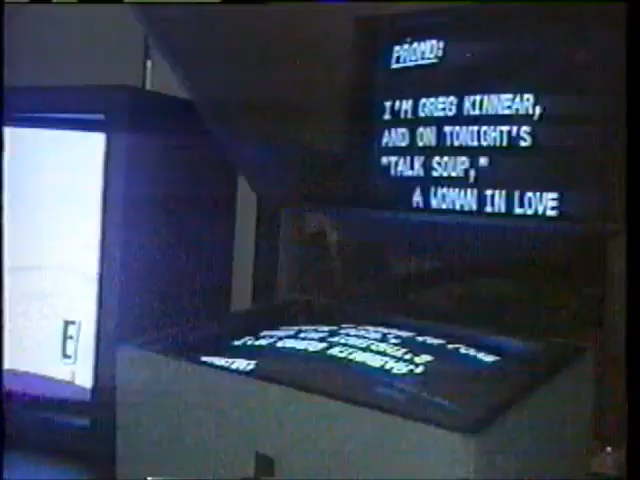 PROMO:
I'M GREG KINNEAR,
AND ON TONIGHT'S
"TALK SOUP,"
A WOMAN IN LOVE
E!